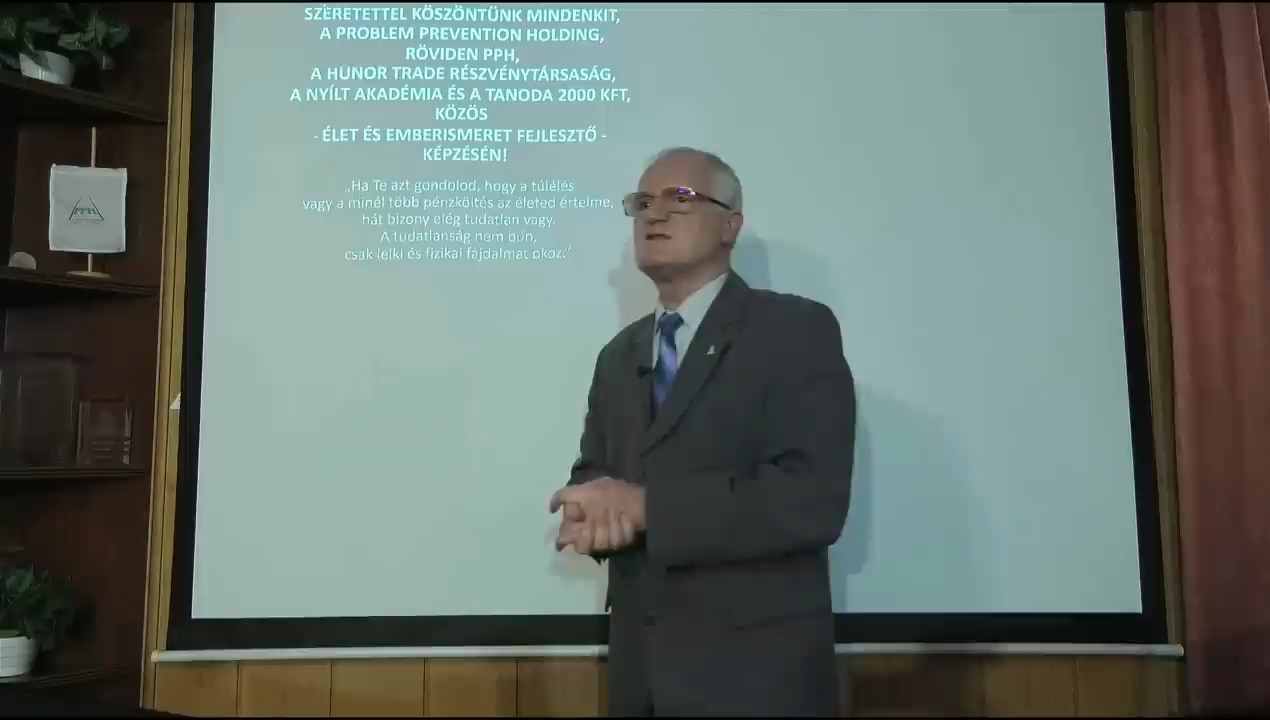 SZERETETTEL KÖSZÖNTÜNK MINDENKIT,
A PROBLEM PREVENTION HOLDING,
RÖVIDEN PPH,
A HUNOR TRADE RÉSZVÉNYTÁRSASÁG,
A NYÍLT AKADÉMIA ÉS A TANODA 2000 KFT,
KÖZÖS
- ÉLET ÉS EMBERISMERET FEJLESZTŐ -
KÉPZÉSÉN!
„Ha Te azt gondolod, hogy a túlélés
vagy a minél több pénzköltés az életed értelme,
hát bizony elég tudatlan vagy.
A tudatlanság nem bűn,
csak lelki és fizikai fájdalmat okoz.”
PPH